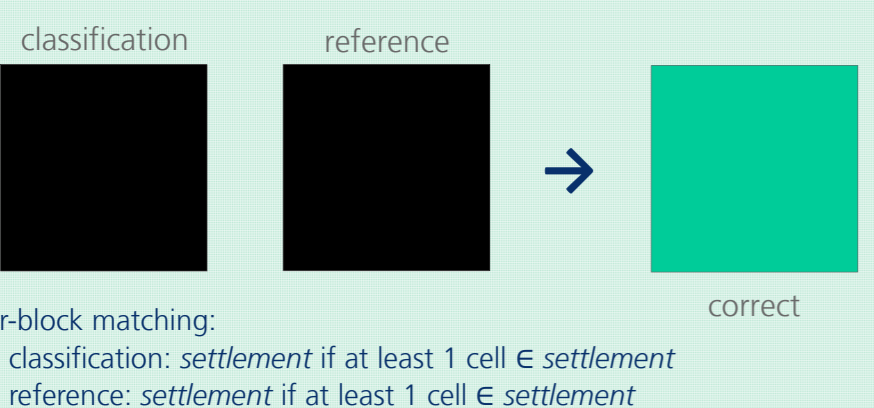 classification reference
→
correct
r-block matching:
classification: settlement if at least 1 cell ∈ settlement
reference: settlement if at least 1 cell ∈ settlement